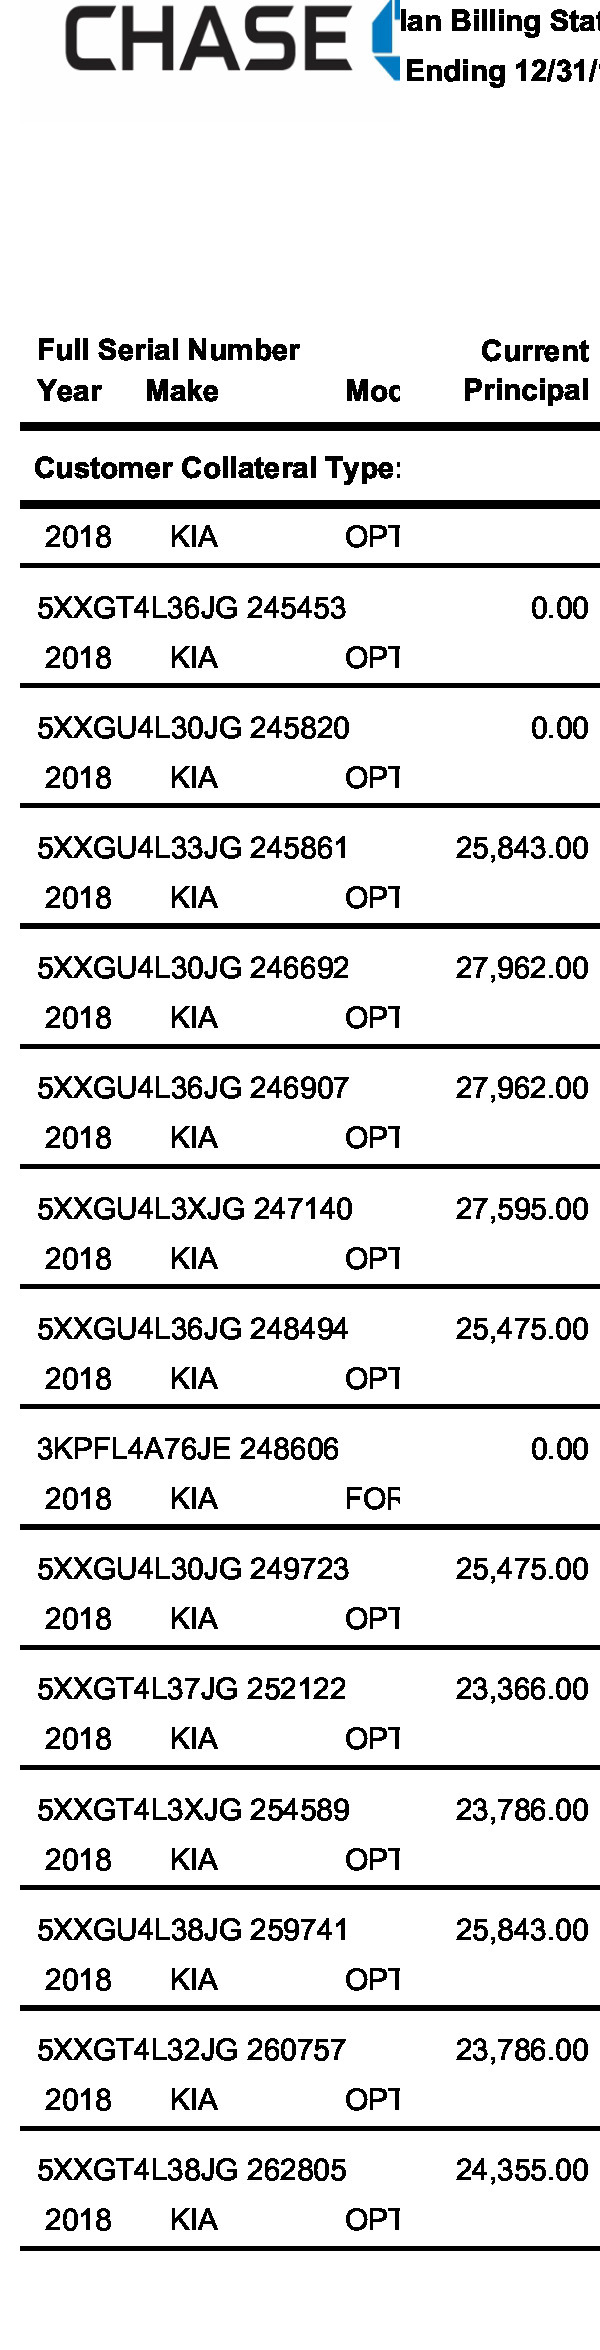 CHASE
lan Billing Stat
Ending 12/31/
Full Serial Number Current
Year Make Moc Principal
Customer Collateral Type:
2018 KIA OPT
5XXGT4L36JG 245453 0.00
2018 KIA OPT
5XXGU4L30JG 245820 0.00
2018 KIA OPT
5XXGU4L33JG 245861 25,843.00
2018 KIA OPT
5XXGU4L30JG 246692 27,962.00
2018 KIA OPT
5XXGU4L36JG 246907 27,962.00
2018 KIA OPT
5XXGU4L3XJG 247140 27,595.00
2018 KIA OPT
5XXGU4L36JG 248494 25,475.00
2018 KIA OPT
3KPFL4A76JE 248606 0.00
2018 KIA FOR
5XXGU4L30JG 249723 25,475.00
2018 KIA OPT
5XXGT4L37JG 252122 23,366.00
2018 KIA OPT
5XXGT4L3XJG 254589 23,786.00
2018 KIA OPT
5XXGU4L38JG 259741 25,843.00
2018 KIA OPT
5XXGT4L32JG 260757 23,786.00
2018 KIA OPT
5XXGT4L38JG 262805 24,355.00
2018 KIA OPT